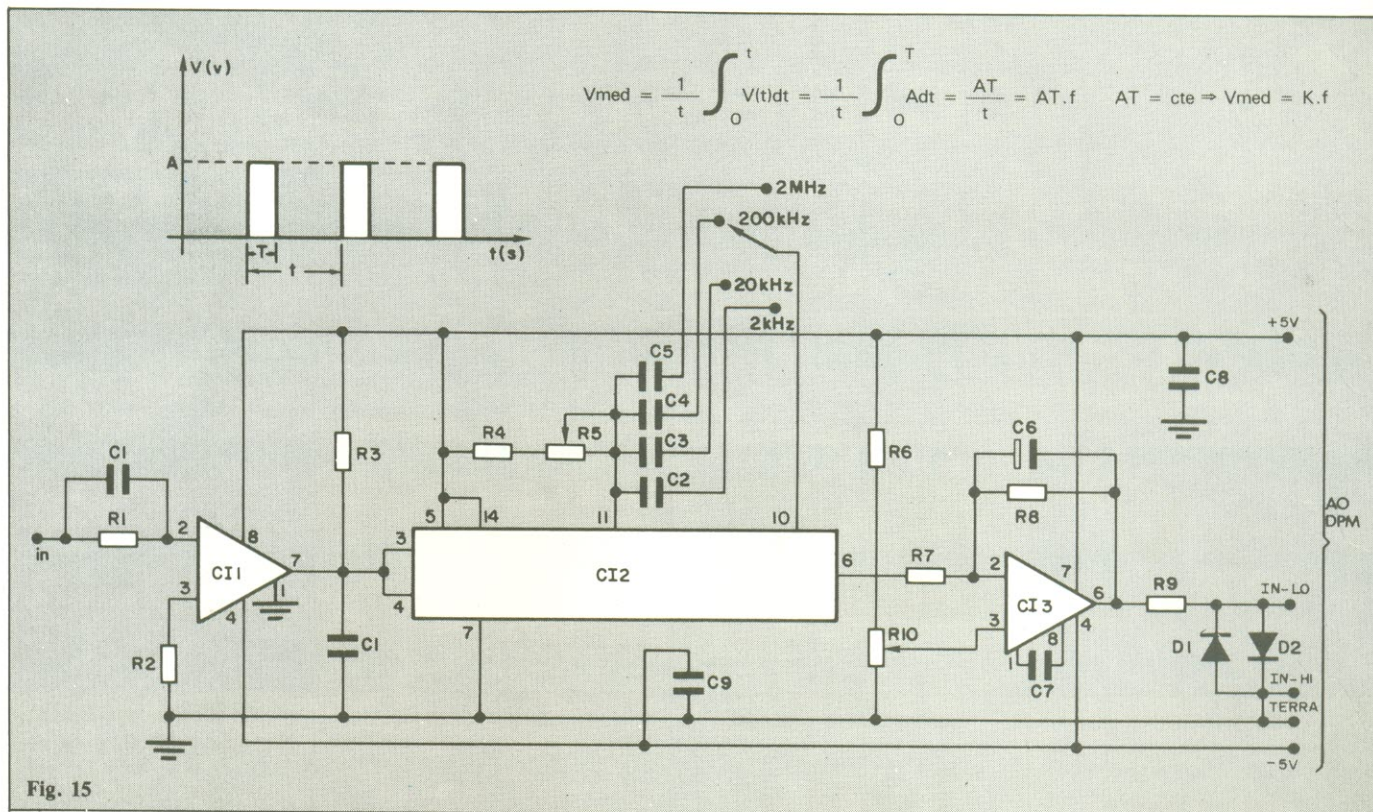 V(v)
A
T
t
t(s)
Vmed = 1/t ∫₀ᵗ V(t)dt = 1/t ∫₀ᵀ Adt = AT/t = AT.f AT = cte ⇒ Vmed = K.f
2MHz
200kHz
20kHz
2kHz
+5V
C5
C4
C3
C2
C8
R4
R5
R3
R6
C6
R8
C1
R1
in
2
3
8
7
1
4
CI1
R2
C1
5
14
11
10
3
4
CI2
6
7
R7
R10
C9
2
3
7
6
4
1
8
CI3
C7
R9
D1
D2
IN-LO
IN-HI
TERRA
-5V
AO
DPM
Fig. 15